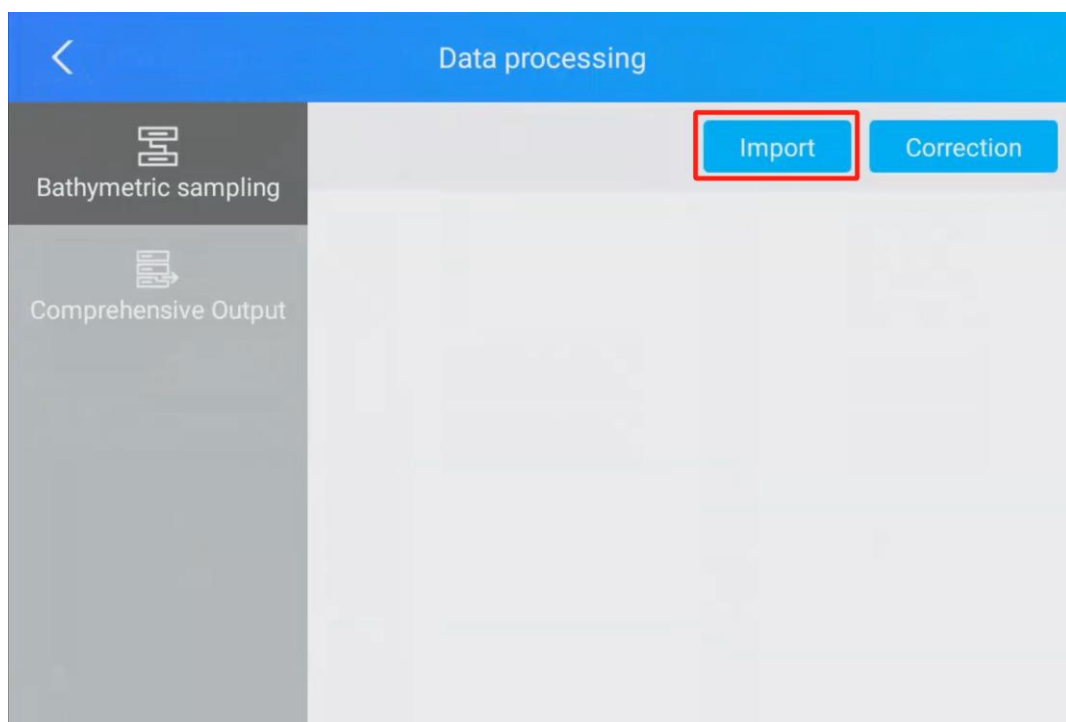 Data processing
Import
Correction
Bathymetric sampling
Comprehensive Output